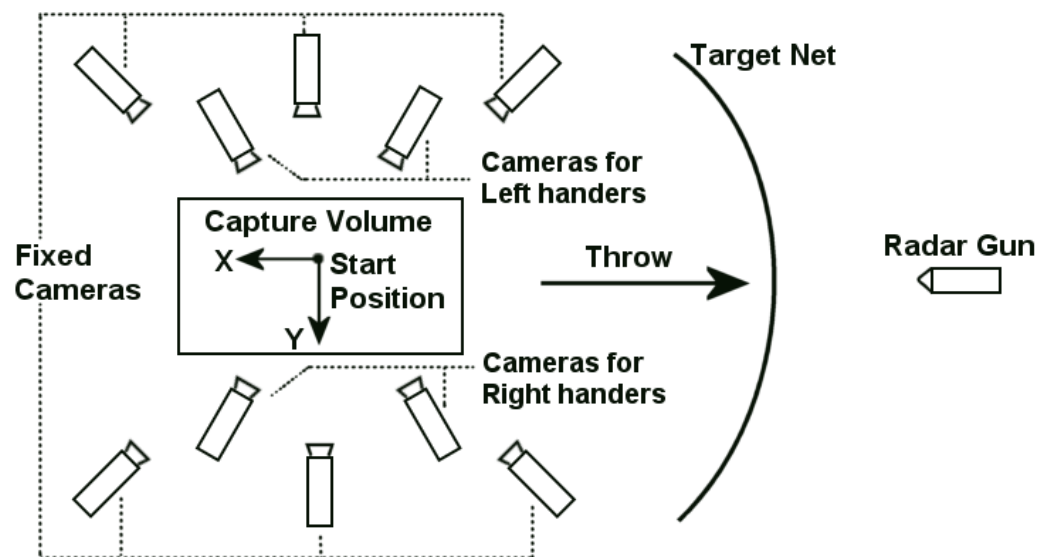 Target Net
Cameras for
Left handers
Capture Volume
X
Start
Position
Y
Fixed
Cameras
Throw
Radar Gun
Cameras for
Right handers